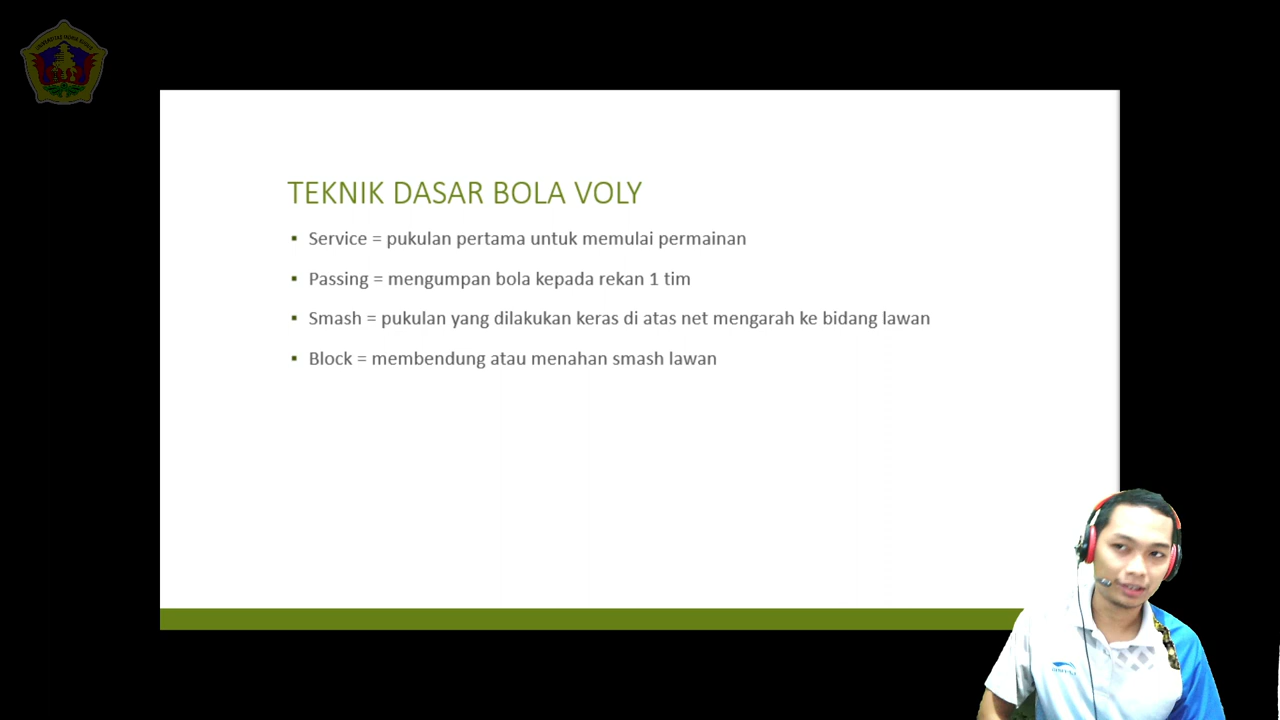 TEKNIK DASAR BOLA VOLY
▪ Service = pukulan pertama untuk memulai permainan
▪ Passing = mengumpan bola kepada rekan 1 tim
▪ Smash = pukulan yang dilakukan keras di atas net mengarah ke bidang lawan
▪ Block = membendung atau menahan smash lawan